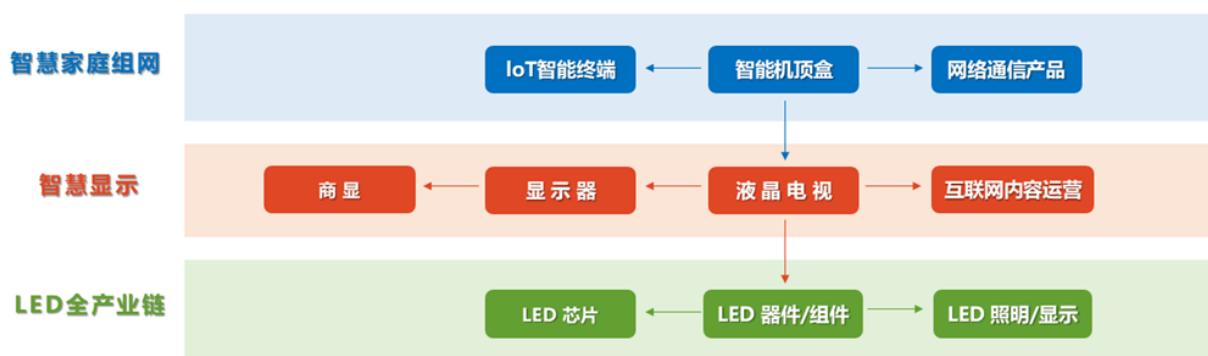 智慧家庭组网
IoT智能终端
智能机顶盒
网络通信产品
智慧显示
商 显
显 示 器
液 晶 电 视
互联网内容运营
LED全产业链
LED 芯片
LED 器件/组件
LED 照明/显示